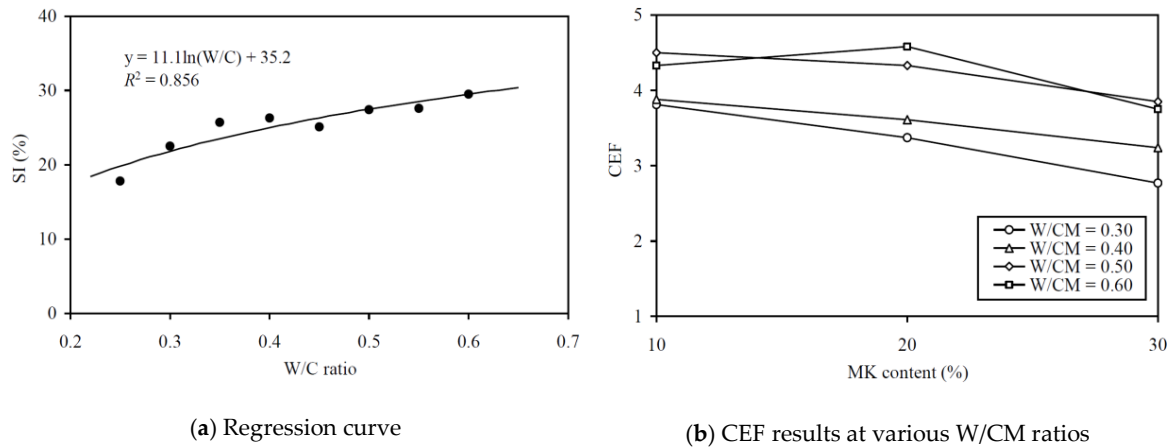 40
30
20
10
0
SI (%)
y = 11.1ln(W/C) + 35.2
R² = 0.856
0.2 0.3 0.4 0.5 0.6 0.7
W/C ratio
(a) Regression curve
5
4
3
2
1
CEF
W/CM = 0.30
W/CM = 0.40
W/CM = 0.50
W/CM = 0.60
10 20 30
MK content (%)
(b) CEF results at various W/CM ratios